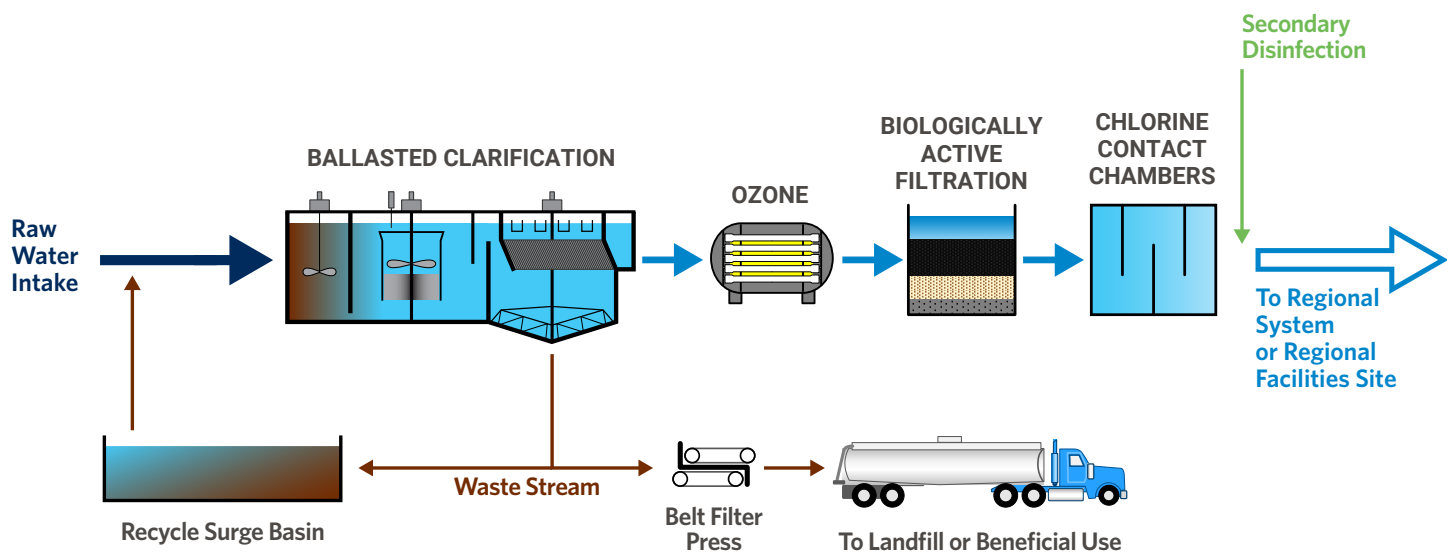 Secondary
Disinfection
BIOLOGICALLY
ACTIVE
FILTRATION
CHLORINE
CONTACT
CHAMBERS
BALLASTED CLARIFICATION
OZONE
Raw
Water
Intake
To Regional
System
or Regional
Facilities Site
Waste Stream
Recycle Surge Basin
Belt Filter
Press
To Landfill or Beneficial Use